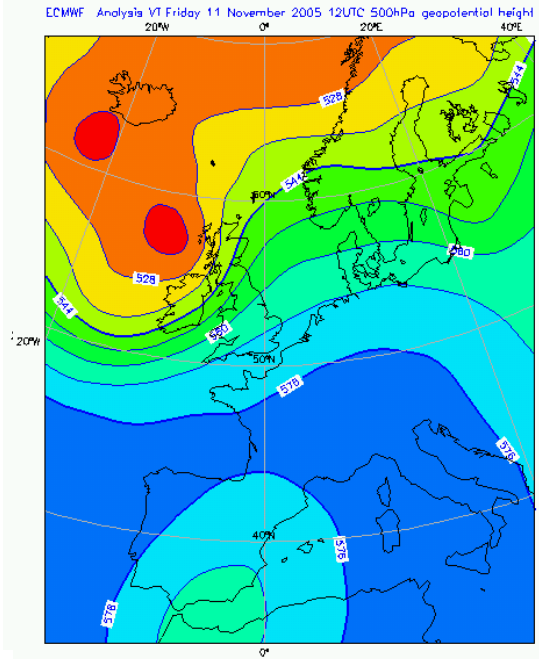 ECMWF Analysis VT Friday 11 November 2005 12UTC 500hPa geopotential height
20°W 0° 20°E 40°E
544
528
60°N 544
560
528
544
560
20°W
50°N
576
576
40°N
576
576
0°